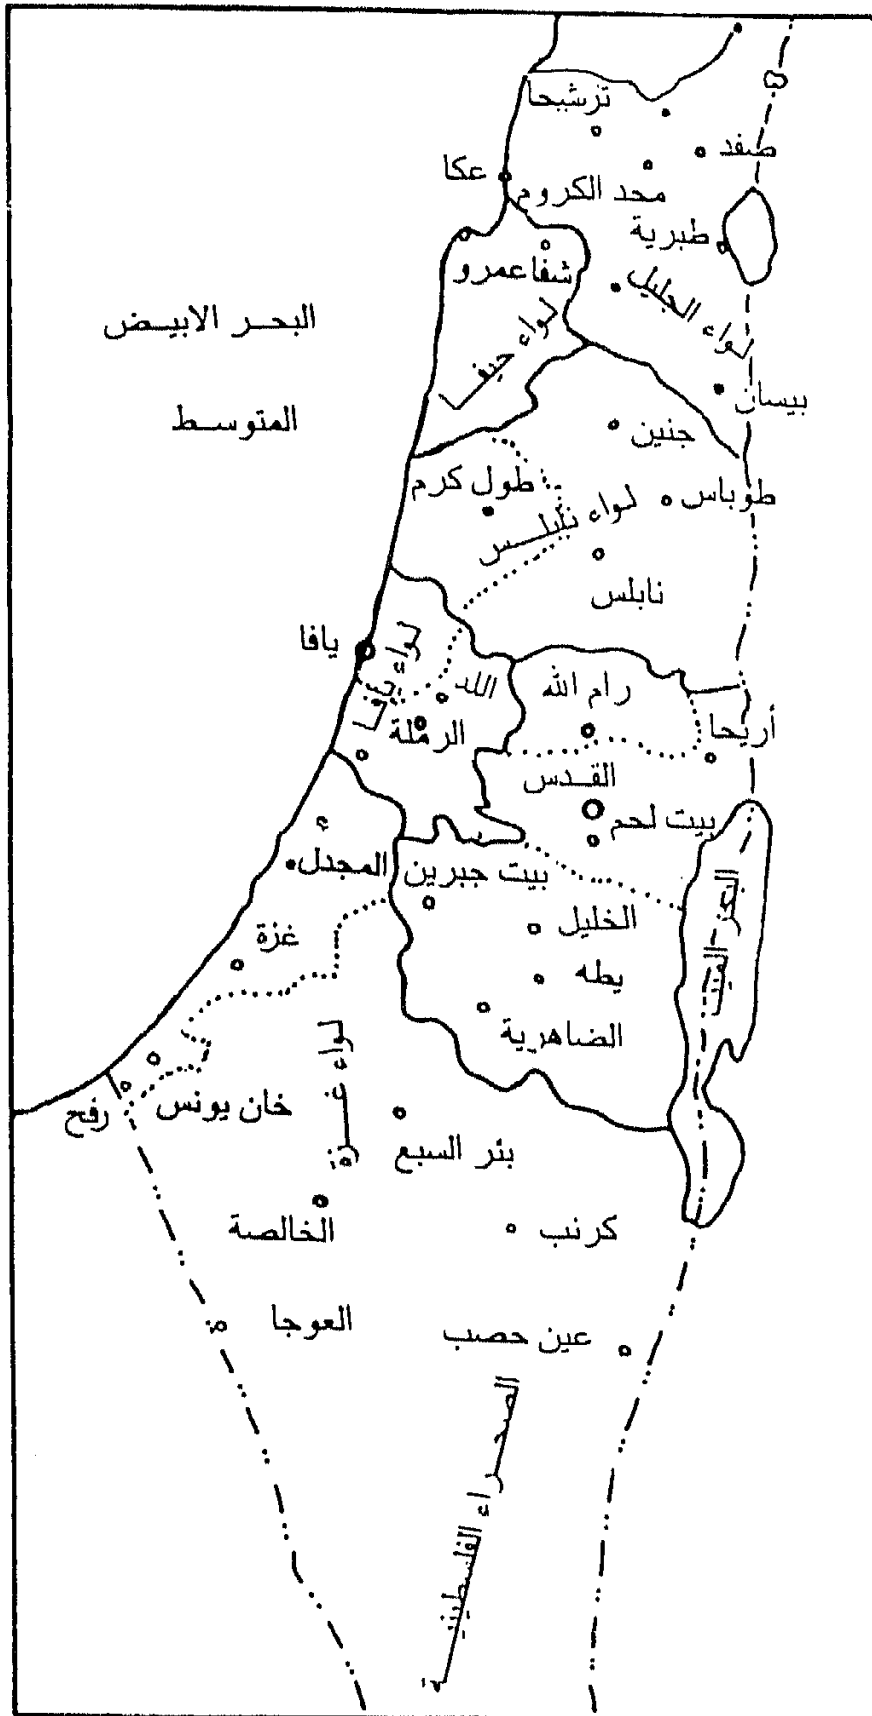 ترشيحا
صفد
عكا
مجد الكروم
طبرية
شفاعمرو
لواء الجليل
لواء حيفا
البحر الابيض
المتوسط
بيسان
جنين
طول كرم
طوباس
لواء نابلس
نابلس
يافا
لواء يافا
اللد
الرملة
رام الله
أريحا
القدس
بيت لحم
المجدل
بيت جبرين
الخليل
غزة
يطه
الضاهرية
لواء غزة
خان يونس
رفح
بئر السبع
الخالصة
كرنب
العوجا
عين حصب
الصحراء الفلسطينية